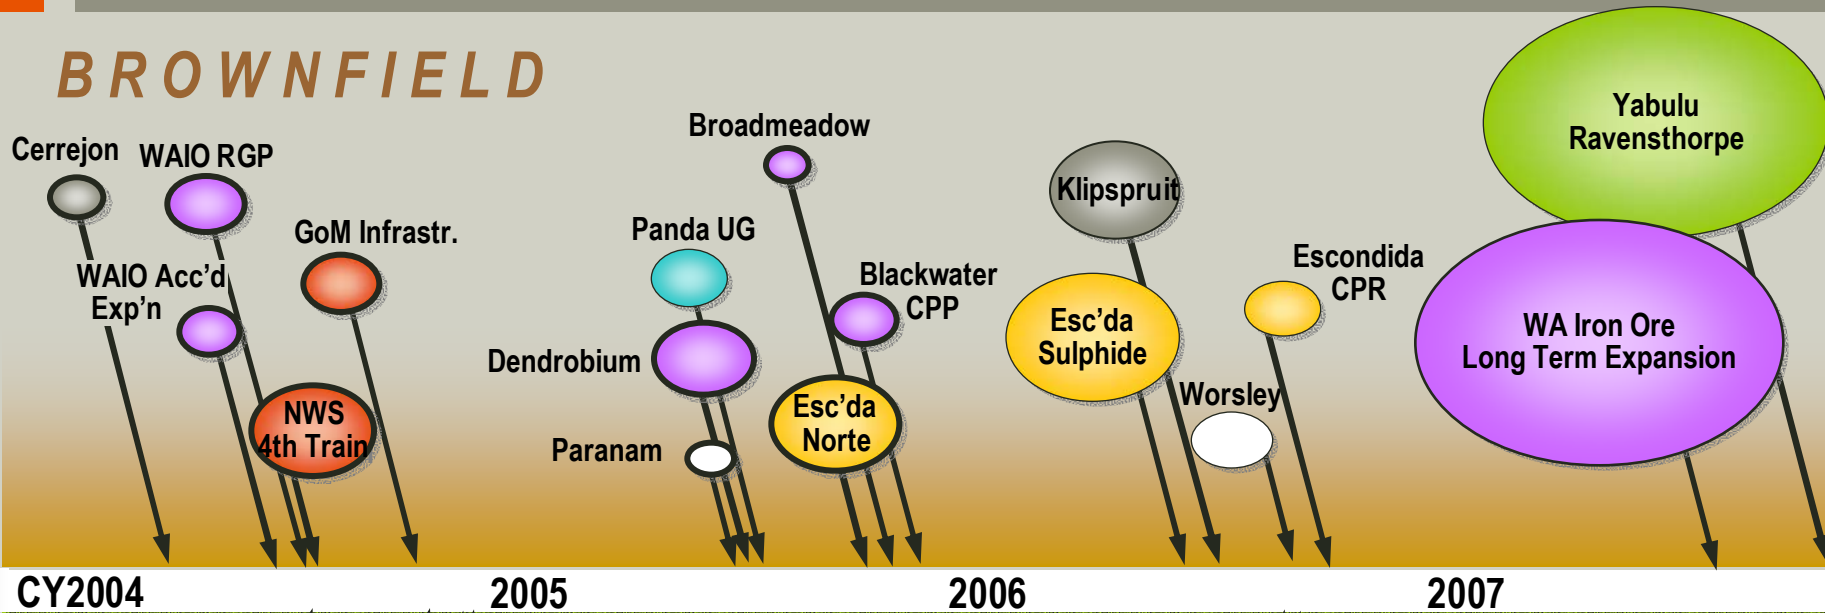 BROWNFIELD
Cerrejon
WAIO RGP
WAIO Acc'd
Exp'n
GoM Infrastr.
NWS
4th Train
Broadmeadow
Panda UG
Dendrobium
Paranam
Blackwater
CPP
Esc'da
Norte
Klipspruit
Esc'da
Sulphide
Worsley
Escondida
CPR
Yabulu
Ravensthorpe
WA Iron Ore
Long Term Expansion
CY2004
2005
2006
2007